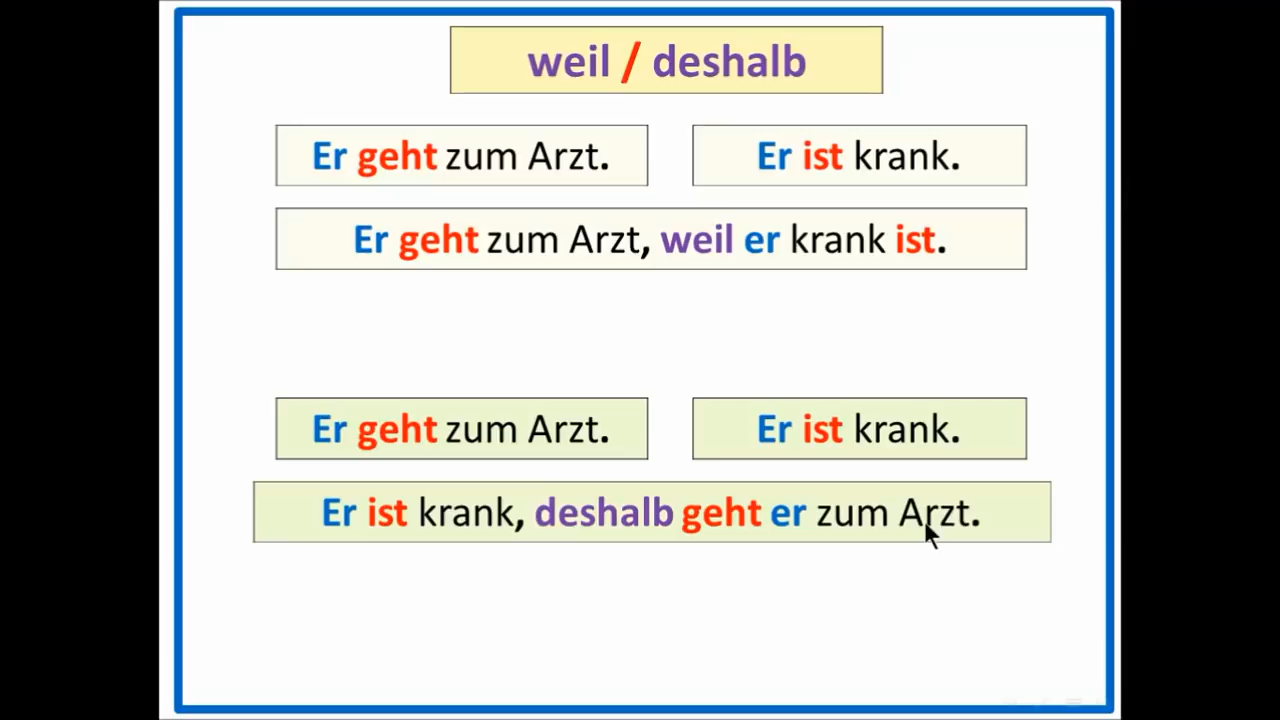 weil / deshalb
Er geht zum Arzt.
Er ist krank.
Er geht zum Arzt, weil er krank ist.
Er geht zum Arzt.
Er ist krank.
Er ist krank, deshalb geht er zum Arzt.